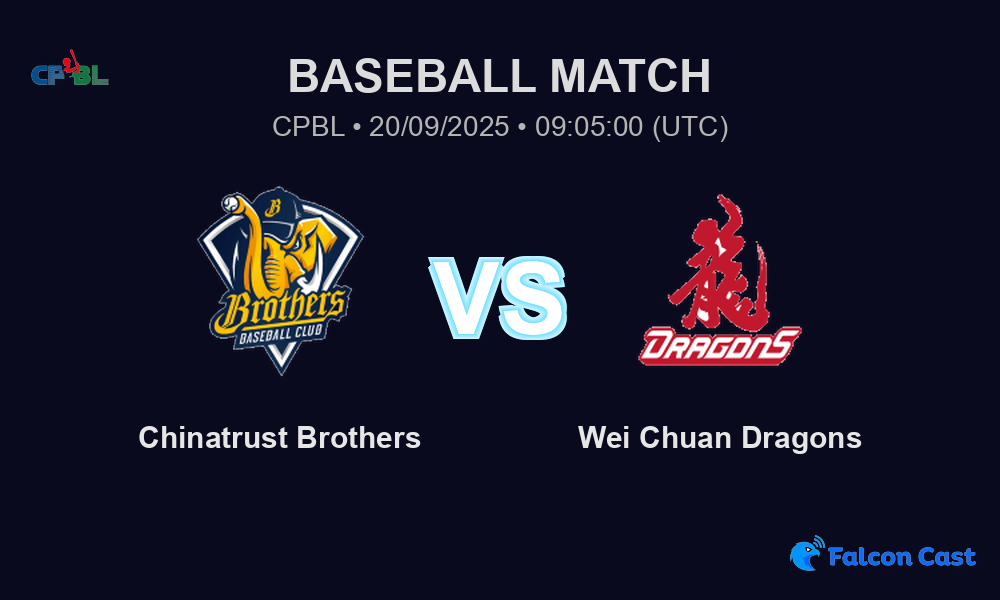 CPBL
BASEBALL MATCH
CPBL • 20/09/2025 • 09:05:00 (UTC)
B
Brothers
BASEBALL CLUB
VS
龍
DRAGONS
Chinatrust Brothers
Wei Chuan Dragons
Falcon Cast